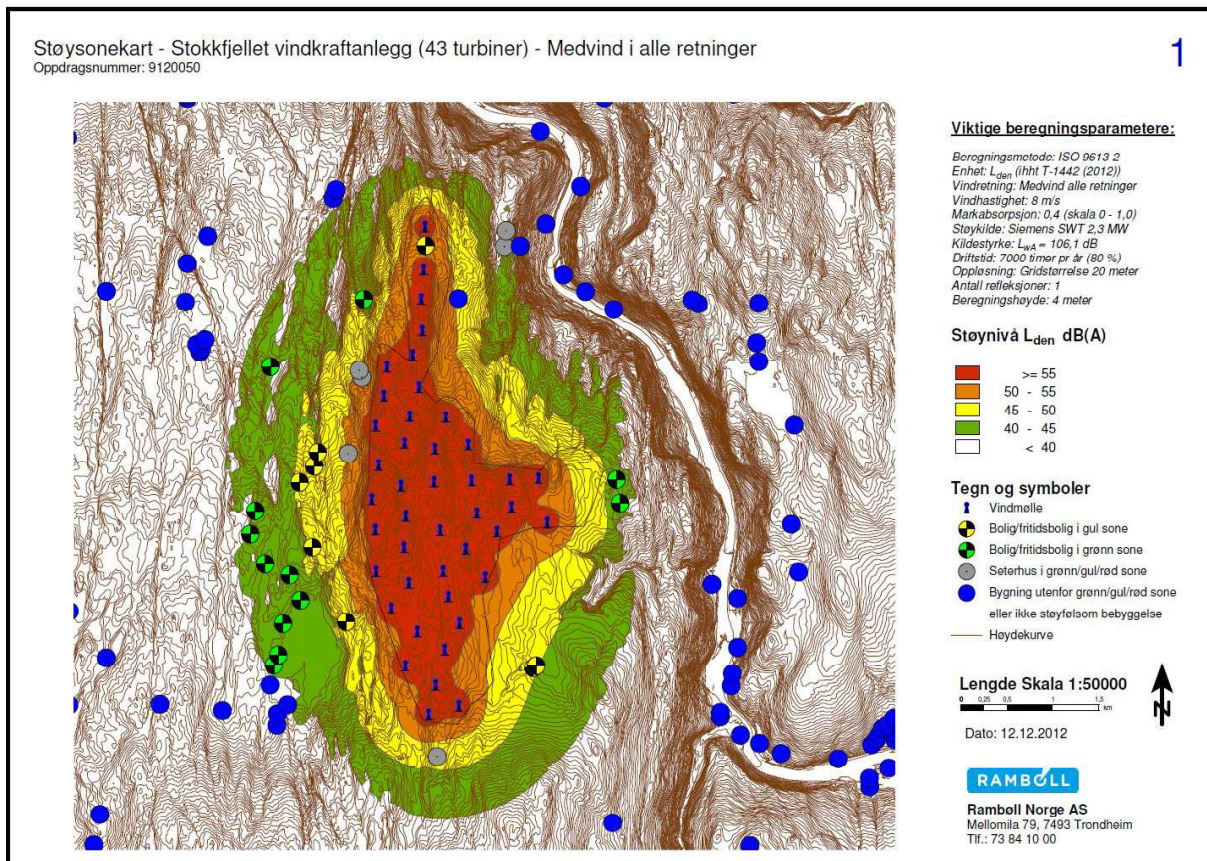 Støysonekart - Stokkfjellet vindkraftanlegg (43 turbiner) - Medvind i alle retninger
Oppdragsnummer: 9120050
1
Viktige beregningsparametere:
Beregningsmetode: ISO 9613 2
Enhet: Lden (ihht T-1442 (2012))
Vindretning: Medvind alle retninger
Vindhastighet: 8 m/s
Markabsorpsjon: 0,4 (skala 0 - 1,0)
Støykilde: Siemens SWT 2,3 MW
Kildestyrke: LwA = 106,1 dB
Driftstid: 7000 timer pr år (80 %)
Oppløsning: Gridstørrelse 20 meter
Antall refleksjoner: 1
Beregningshøyde: 4 meter
Støynivå Lden dB(A)
>= 55
50 - 55
45 - 50
40 - 45
< 40
Tegn og symboler
Vindmølle
Bolig/fritidsbolig i gul sone
Bolig/fritidsbolig i grønn sone
Seterhus i grønn/gul/rød sone
Bygning utenfor grønn/gul/rød sone
eller ikke støyfølsom bebyggelse
Høydekurve
Lengde Skala 1:50000
0 0,25 0,5 1 1,5
km
N
Dato: 12.12.2012
RAMBØLL
Rambøll Norge AS
Mellomila 79, 7493 Trondheim
Tlf.: 73 84 10 00